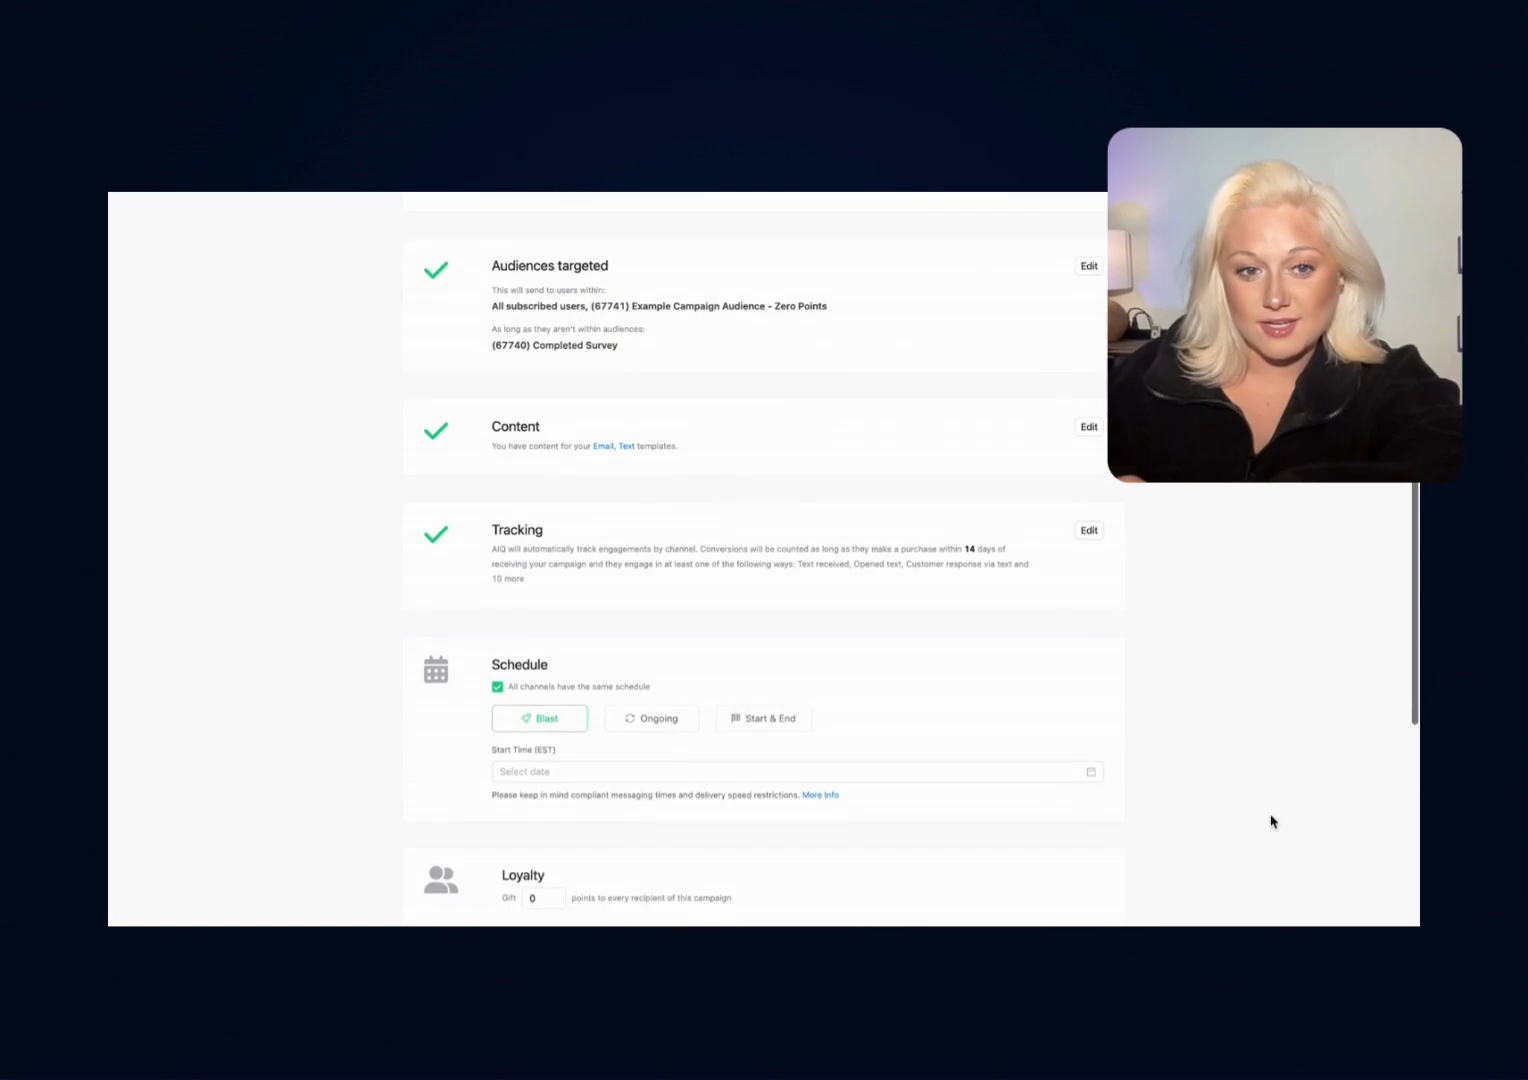 Audiences targeted
Edit
This will send to users within:
All subscribed users, (67741) Example Campaign Audience - Zero Points
As long as they aren't within audiences:
(67740) Completed Survey
Content
Edit
You have content for your Email, Text templates.
Tracking
Edit
AIQ will automatically track engagements by channel. Conversions will be counted as long as they make a purchase within 14 days of
receiving your campaign and they engage in at least one of the following ways: Text received, Opened text, Customer response via text and
10 more
Schedule
All channels have the same schedule
Blast
Ongoing
Start & End
Start Time (EST)
Select date
Please keep in mind compliant messaging times and delivery speed restrictions. More Info
Loyalty
Gift 0 points to every recipient of this campaign